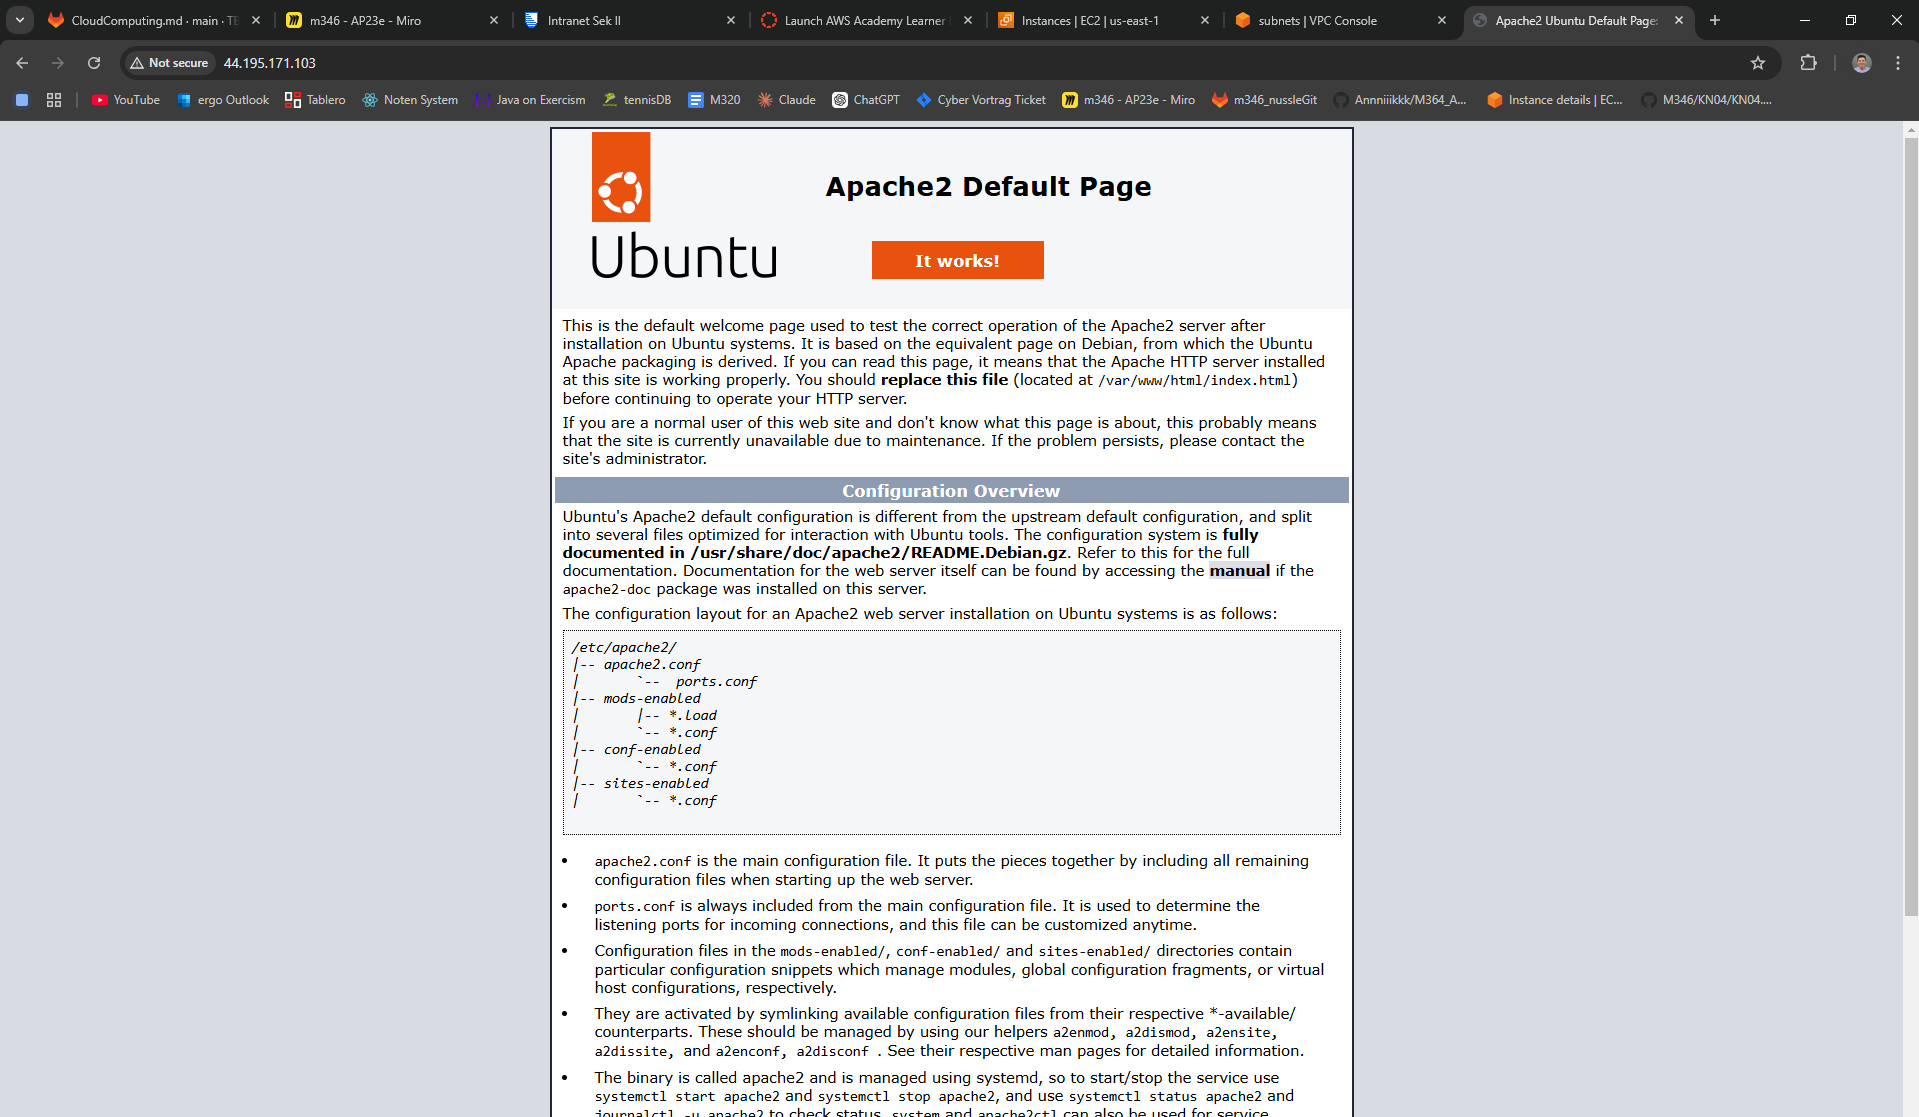 CloudComputing.md · main · TE
m346 - AP23e - Miro
Intranet Sek II
Launch AWS Academy Learner
Instances | EC2 | us-east-1
subnets | VPC Console
Apache2 Ubuntu Default Page:
Not secure
44.195.171.103
YouTube
ergo Outlook
Tablero
Noten System
Java on Exercism
tennisDB
M320
Claude
ChatGPT
Cyber Vortrag Ticket
m346 - AP23e - Miro
m346_nussleGit
Annniiikkk/M364_A...
Instance details | EC...
M346/KN04/KN04....
Apache2 Default Page
Ubuntu
It works!
This is the default welcome page used to test the correct operation of the Apache2 server after
installation on Ubuntu systems. It is based on the equivalent page on Debian, from which the Ubuntu
Apache packaging is derived. If you can read this page, it means that the Apache HTTP server installed
at this site is working properly. You should replace this file (located at /var/www/html/index.html)
before continuing to operate your HTTP server.
If you are a normal user of this web site and don't know what this page is about, this probably means
that the site is currently unavailable due to maintenance. If the problem persists, please contact the
site's administrator.
Configuration Overview
Ubuntu's Apache2 default configuration is different from the upstream default configuration, and split
into several files optimized for interaction with Ubuntu tools. The configuration system is fully
documented in /usr/share/doc/apache2/README.Debian.gz. Refer to this for the full
documentation. Documentation for the web server itself can be found by accessing the manual if the
apache2-doc package was installed on this server.
The configuration layout for an Apache2 web server installation on Ubuntu systems is as follows:
/etc/apache2/
|-- apache2.conf
|       `--  ports.conf
|-- mods-enabled
|       |-- *.load
|       `-- *.conf
|-- conf-enabled
|       `-- *.conf
|-- sites-enabled
|       `-- *.conf
• apache2.conf is the main configuration file. It puts the pieces together by including all remaining
configuration files when starting up the web server.
• ports.conf is always included from the main configuration file. It is used to determine the
listening ports for incoming connections, and this file can be customized anytime.
• Configuration files in the mods-enabled/, conf-enabled/ and sites-enabled/ directories contain
particular configuration snippets which manage modules, global configuration fragments, or virtual
host configurations, respectively.
• They are activated by symlinking available configuration files from their respective *-available/
counterparts. These should be managed by using our helpers a2enmod, a2dismod, a2ensite,
a2dissite, and a2enconf, a2disconf . See their respective man pages for detailed information.
• The binary is called apache2 and is managed using systemd, so to start/stop the service use
systemctl start apache2 and systemctl stop apache2, and use systemctl status apache2 and
journalctl -u apache2 to check status. system and apache2ctl can also be used for service